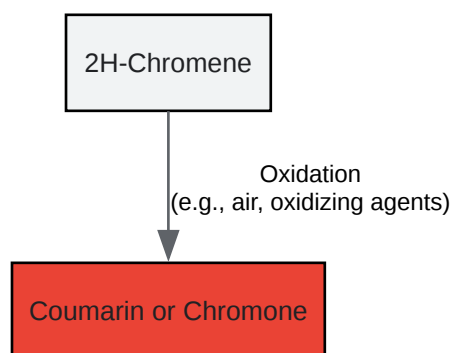 2H-Chromene
Oxidation
(e.g., air, oxidizing agents)
Coumarin or Chromone